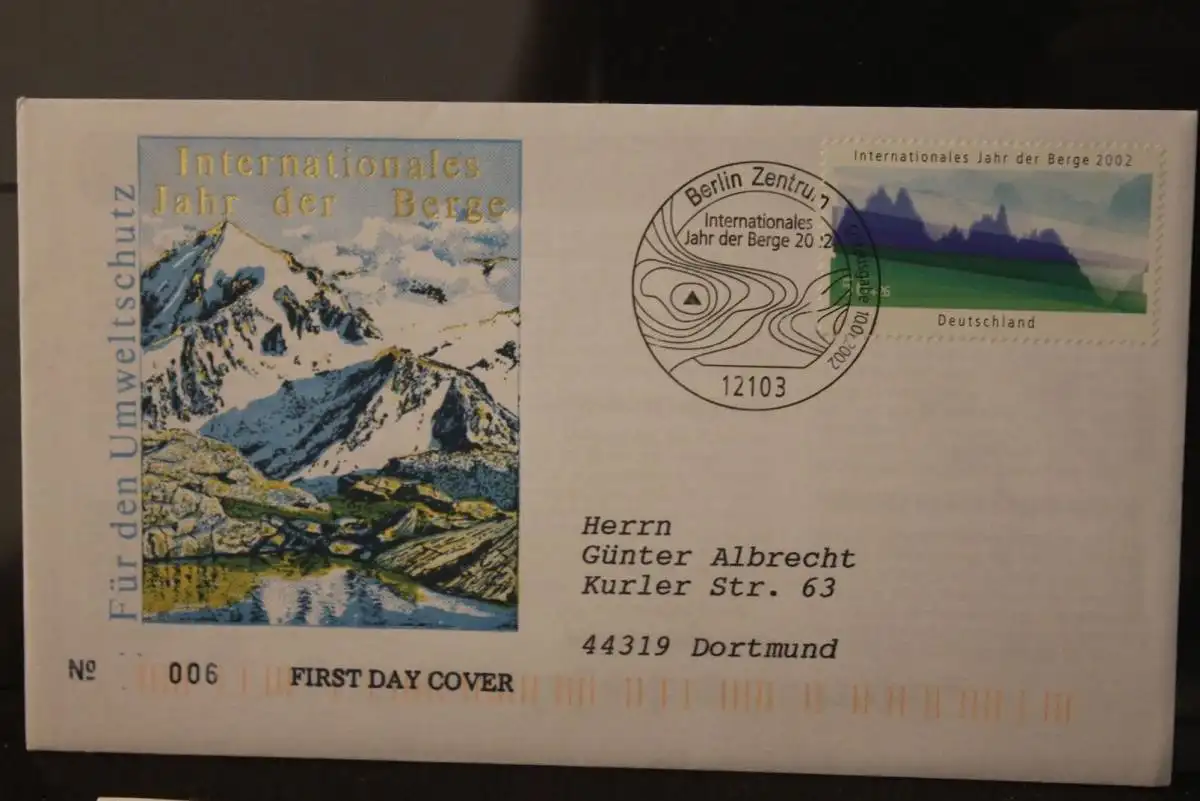 Internationales
Jahr der Berge
Für den Umweltschutz
Internationales Jahr der Berge 2002
Deutschland
Berlin Zentrum
Internationales
Jahr der Berge 2002
12103
Herrn
Günter Albrecht
Kurler Str. 63
44319 Dortmund
Nº 006
FIRST DAY COVER